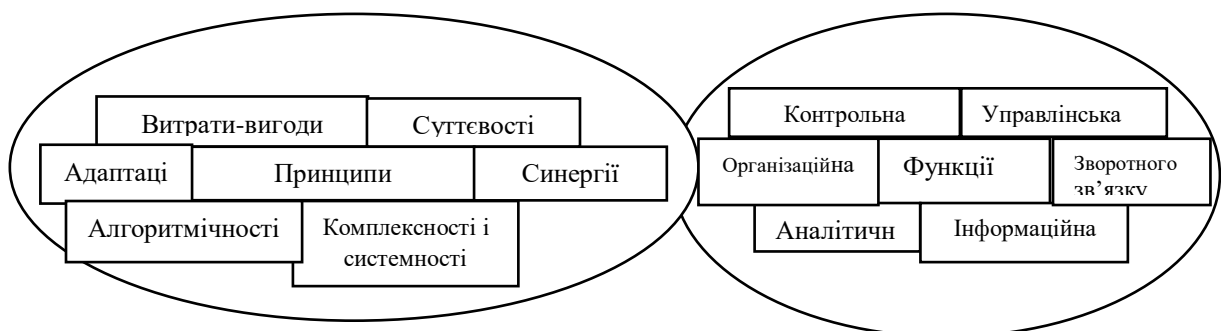 Витрати-вигоди
Суттєвості
Адаптаці
Принципи
Синергії
Алгоритмічності
Комплексності і
системності
Контрольна
Управлінська
Організаційна
Функції
Зворотного
зв’язку
Аналітичн
Інформаційна